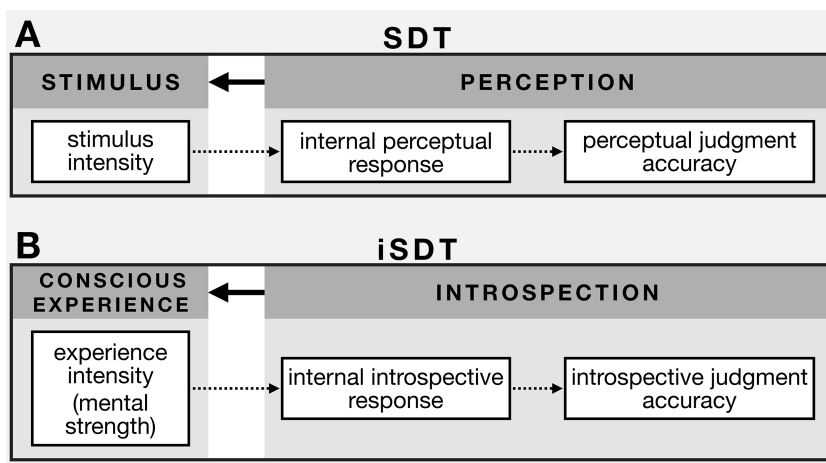 A
SDT
STIMULUS
PERCEPTION
stimulus
intensity
internal perceptual
response
perceptual judgment
accuracy
B
iSDT
CONSCIOUS
EXPERIENCE
INTROSPECTION
experience
intensity
(mental
strength)
internal introspective
response
introspective judgment
accuracy